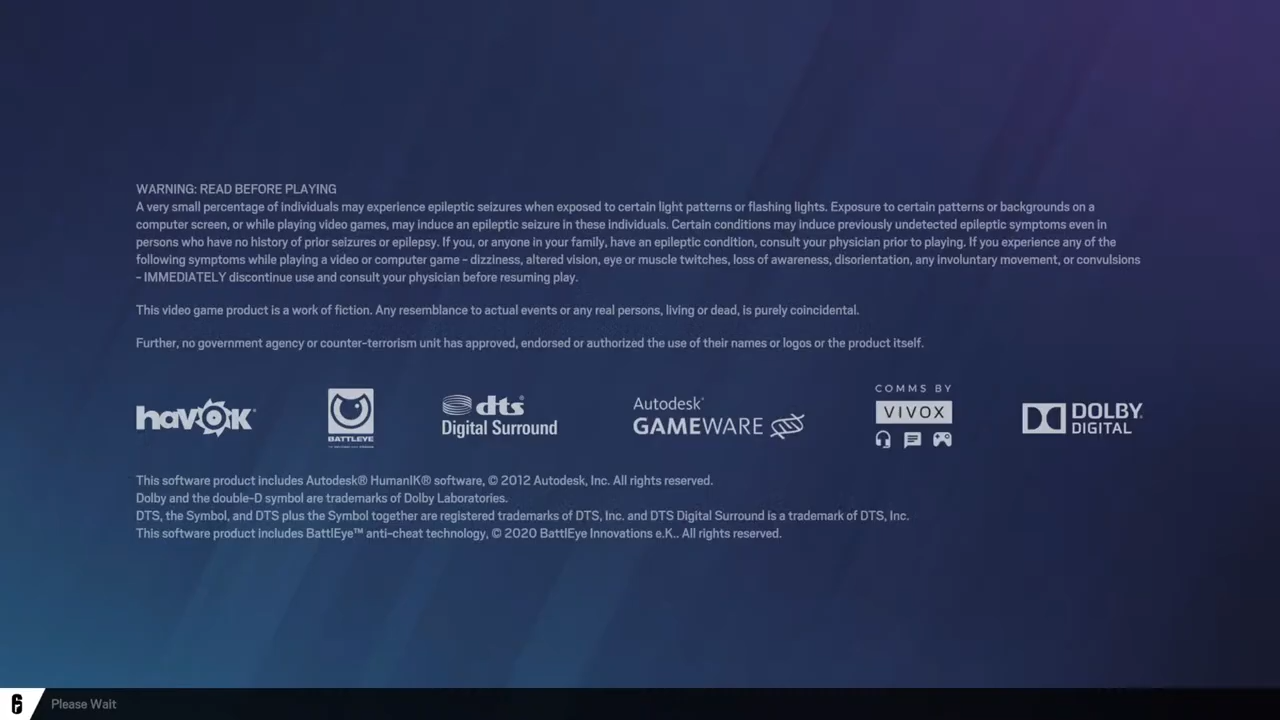 WARNING: READ BEFORE PLAYING
A very small percentage of individuals may experience epileptic seizures when exposed to certain light patterns or flashing lights. Exposure to certain patterns or backgrounds on a
computer screen, or while playing video games, may induce an epileptic seizure in these individuals. Certain conditions may induce previously undetected epileptic symptoms even in
persons who have no history of prior seizures or epilepsy. If you, or anyone in your family, have an epileptic condition, consult your physician prior to playing. If you experience any of the
following symptoms while playing a video or computer game - dizziness, altered vision, eye or muscle twitches, loss of awareness, disorientation, any involuntary movement, or convulsions
- IMMEDIATELY discontinue use and consult your physician before resuming play.
This video game product is a work of fiction. Any resemblance to actual events or any real persons, living or dead, is purely coincidental.
Further, no government agency or counter-terrorism unit has approved, endorsed or authorized the use of their names or logos or the product itself.
havok
BATTLEYE
dts
Digital Surround
Autodesk®
GAMEWARE
COMMS BY
VIVOX
DOLBY
DIGITAL
This software product includes Autodesk® HumanIK® software, © 2012 Autodesk, Inc. All rights reserved.
Dolby and the double-D symbol are trademarks of Dolby Laboratories.
DTS, the Symbol, and DTS plus the Symbol together are registered trademarks of DTS, Inc. and DTS Digital Surround is a trademark of DTS, Inc.
This software product includes BattlEye™ anti-cheat technology, © 2020 BattlEye Innovations e.K.. All rights reserved.
6 Please Wait